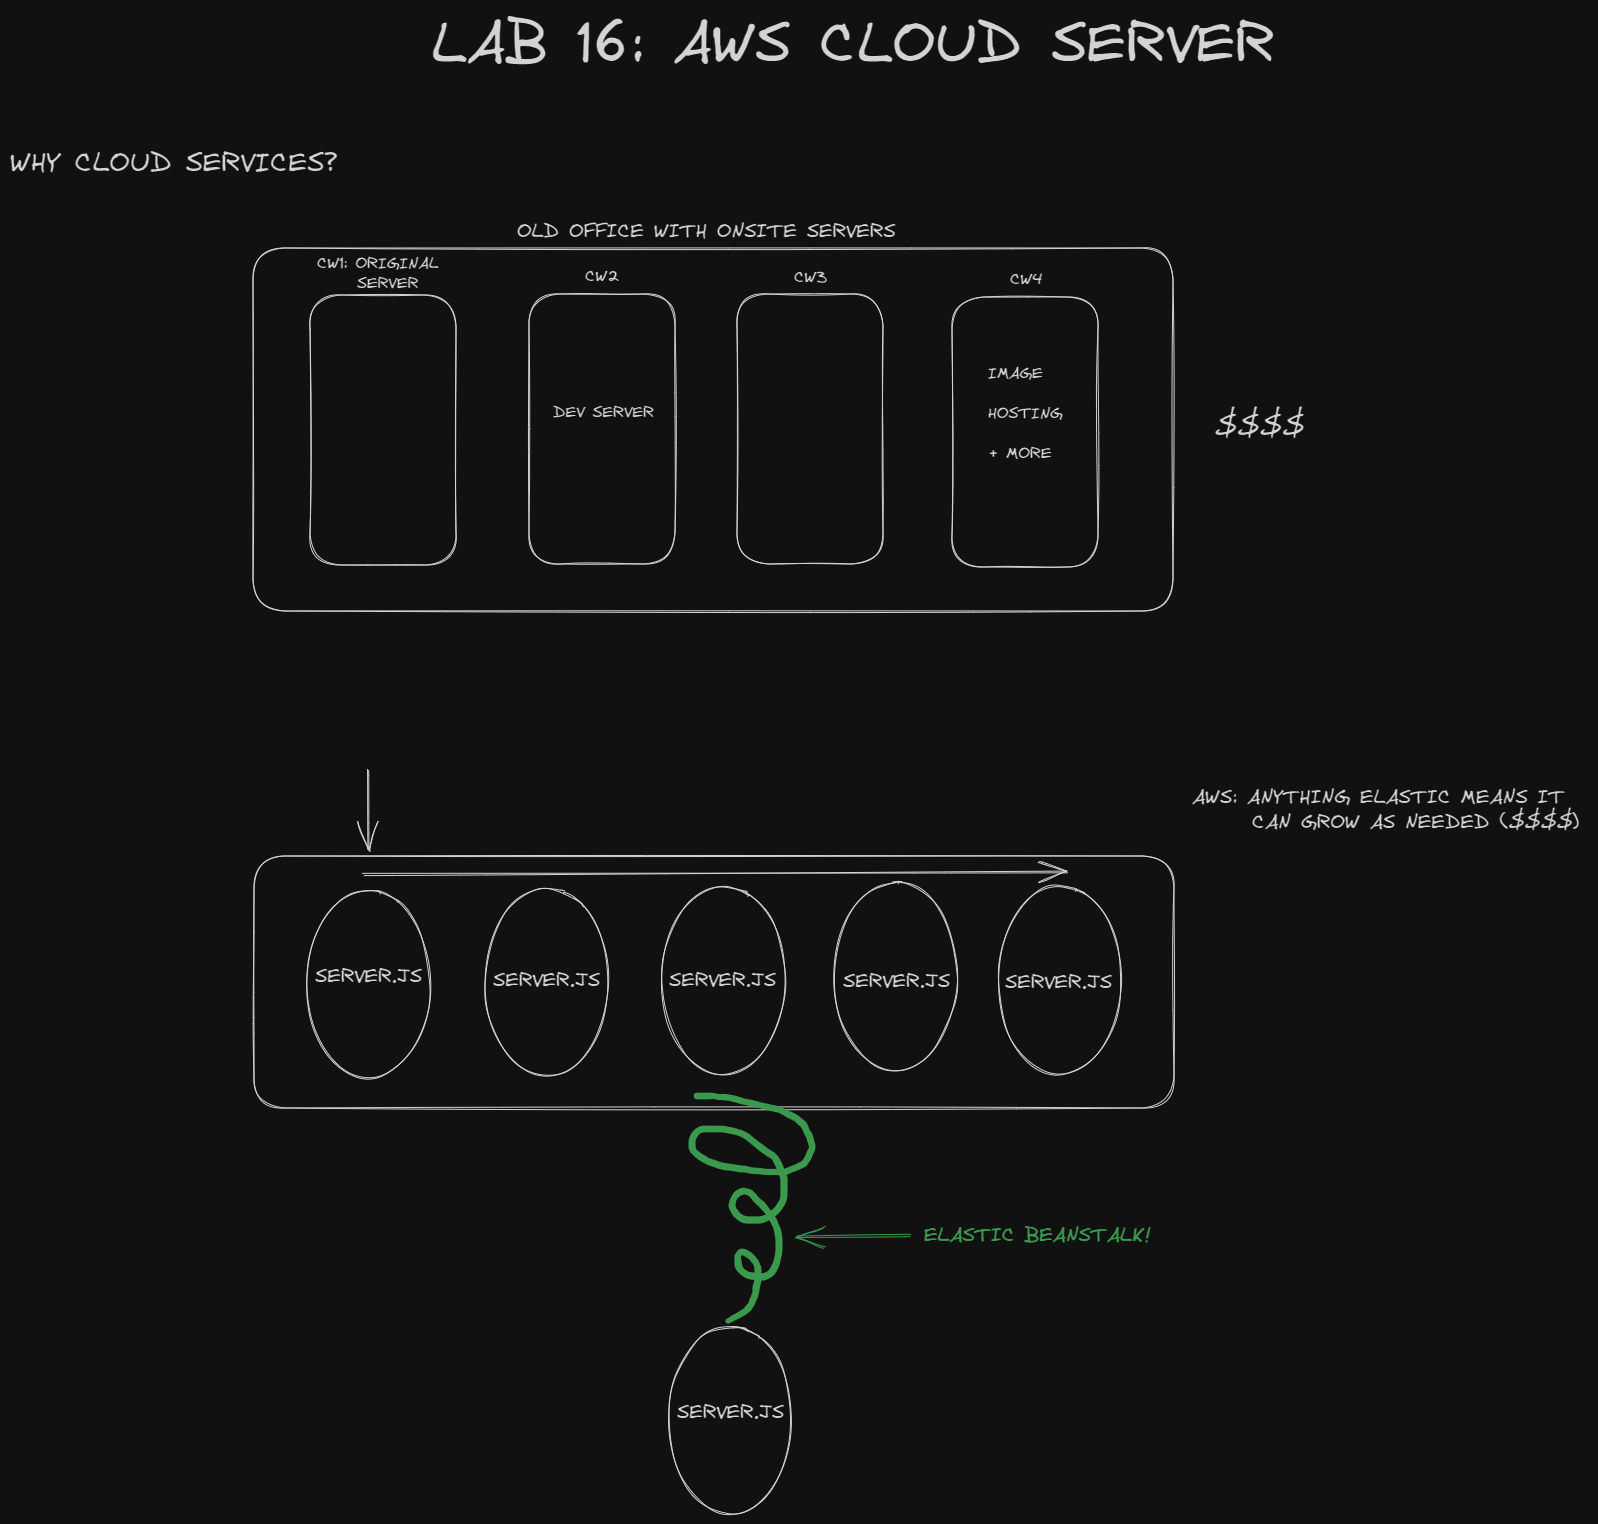 LAB 16: AWS CLOUD SERVER
WHY CLOUD SERVICES?
OLD OFFICE WITH ONSITE SERVERS
CW1: ORIGINAL
SERVER
CW2
CW3
CW4
DEV SERVER
IMAGE
HOSTING,
+ MORE
$$$$
AWS: ANYTHING ELASTIC MEANS IT
CAN GROW AS NEEDED ($$$$)
SERVER.JS
SERVER.JS
SERVER.JS
SERVER.JS
SERVER.JS
ELASTIC BEANSTALK!
SERVER.JS